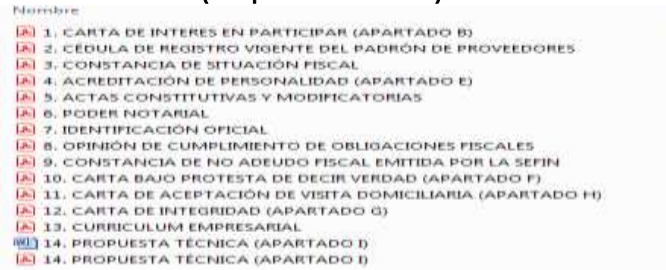 Nombre
1. CARTA DE INTERES EN PARTICIPAR (APARTADO B)
2. CÉDULA DE REGISTRO VIGENTE DEL PADRÓN DE PROVEEDORES
3. CONSTANCIA DE SITUACIÓN FISCAL
4. ACREDITACIÓN DE PERSONALIDAD (APARTADO E)
5. ACTAS CONSTITUTIVAS Y MODIFICATORIAS
6. PODER NOTARIAL
7. IDENTIFICACIÓN OFICIAL
8. OPINIÓN DE CUMPLIMIENTO DE OBLIGACIONES FISCALES
9. CONSTANCIA DE NO ADEUDO FISCAL EMITIDA POR LA SEFIN
10. CARTA BAJO PROTESTA DE DECIR VERDAD (APARTADO F)
11. CARTA DE ACEPTACIÓN DE VISITA DOMICILIARIA (APARTADO H)
12. CARTA DE INTEGRIDAD (APARTADO G)
13. CURRICULUM EMPRESARIAL
14. PROPUESTA TÉCNICA (APARTADO I)
14. PROPUESTA TÉCNICA (APARTADO I)